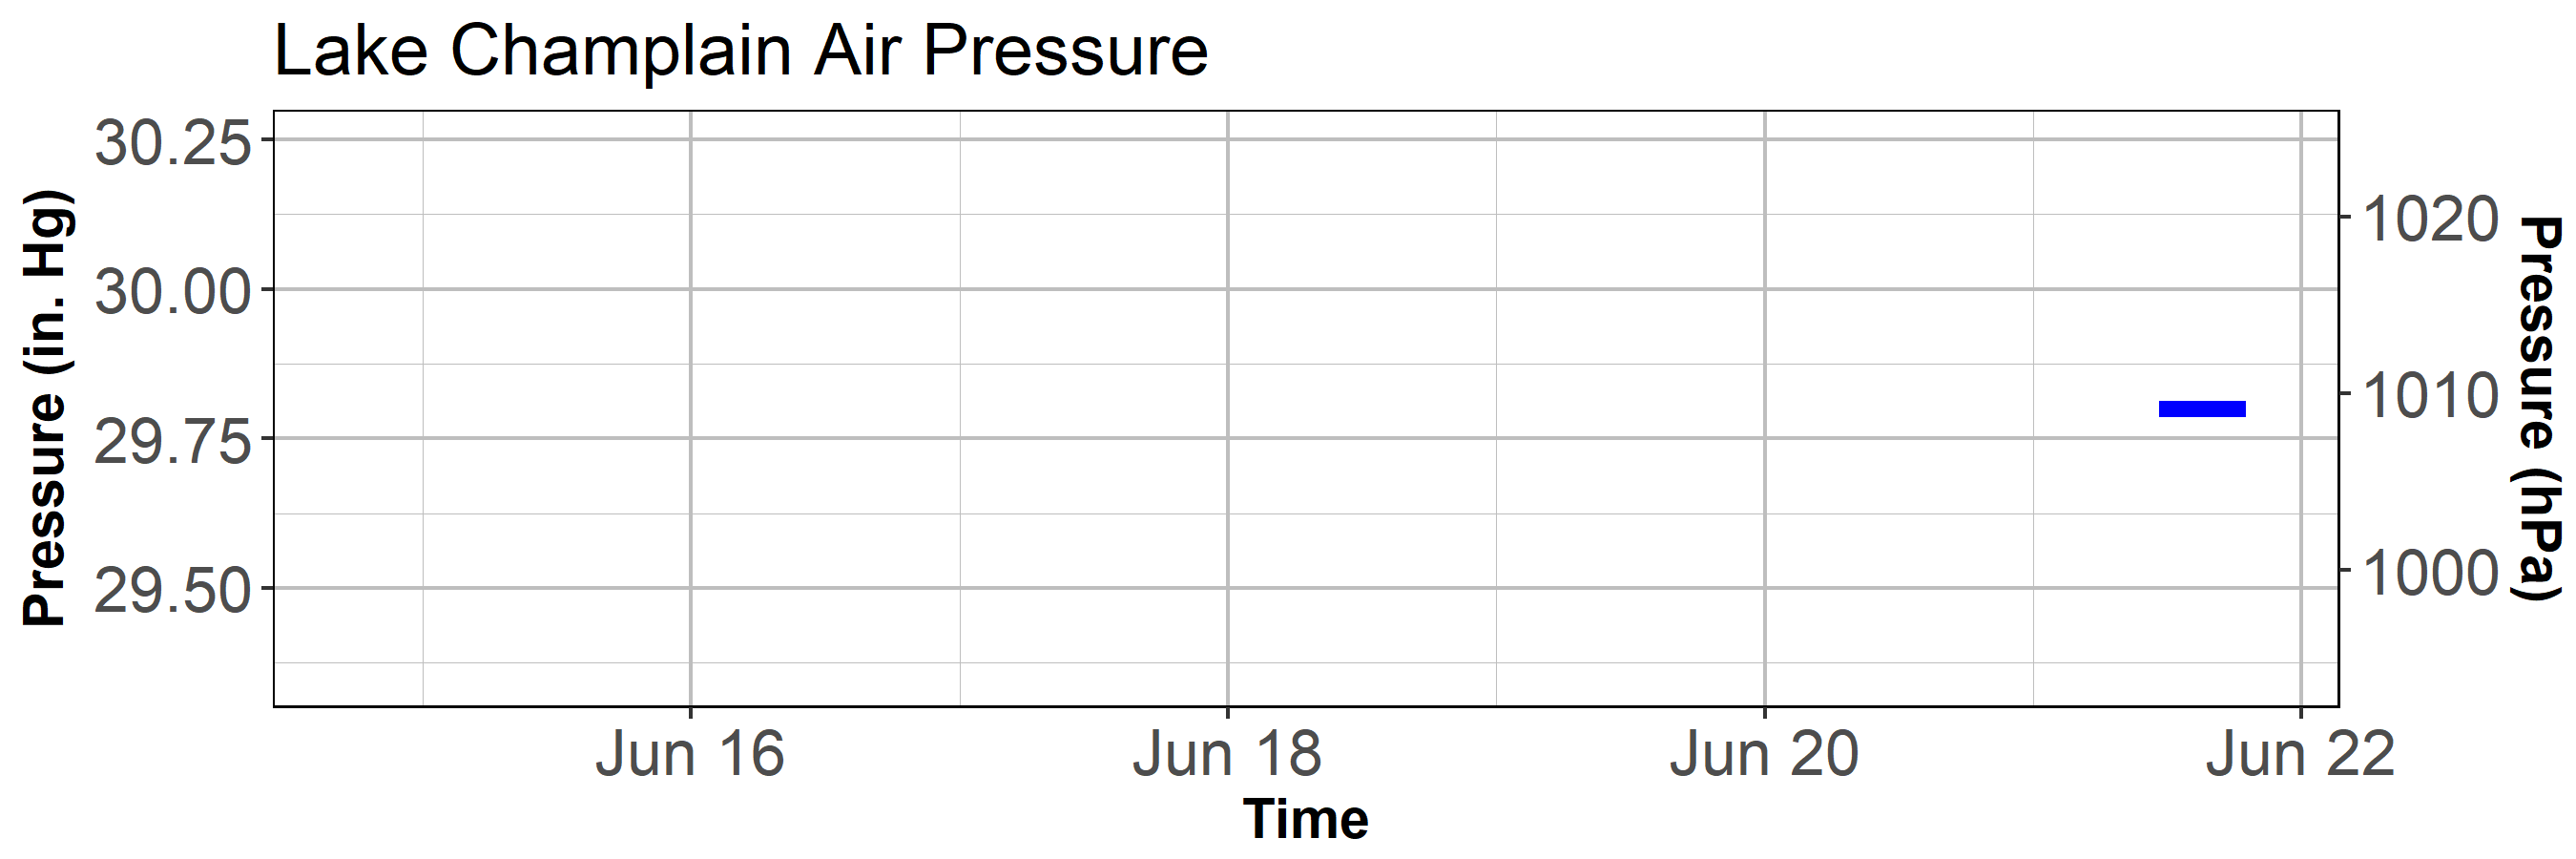 Lake Champlain Air Pressure
30.25
30.00
29.75
29.50
Pressure (in. Hg)
1020
1010
1000
Pressure (hPa)
Jun 16 Jun 18 Jun 20 Jun 22
Time